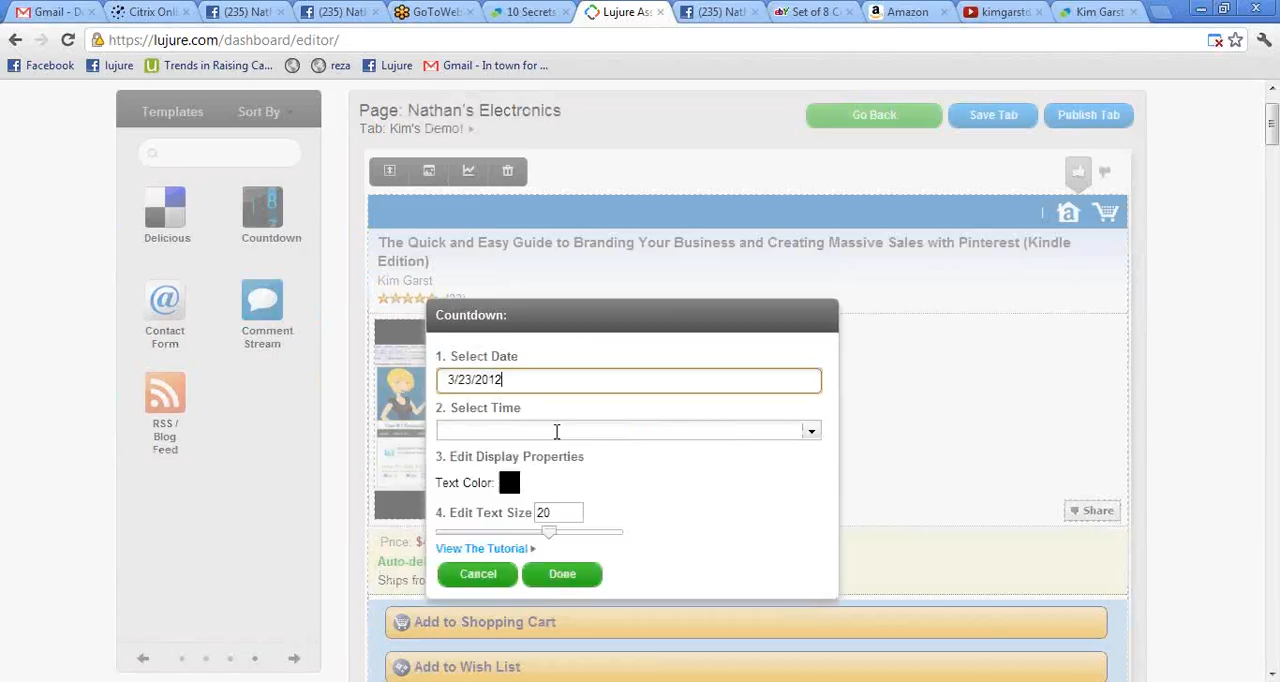 Gmail - D
Citrix Onli
(235) Nath
(235) Nath
GoToWeb
10 Secrets
Lujure Ass
(235) Nath
Set of 8 C
Amazon
kimgarstd
Kim Garst
https://lujure.com/dashboard/editor/
Facebook
lujure
Trends in Raising Ca...
reza
Lujure
Gmail - In town for ...
Templates
Sort By
Page: Nathan's Electronics
Tab: Kim's Demo!
Go Back
Save Tab
Publish Tab
Delicious
Countdown
The Quick and Easy Guide to Branding Your Business and Creating Massive Sales with Pinterest (Kindle
Edition)
Kim Garst
Contact
Form
Comment
Stream
RSS /
Blog
Feed
Countdown:
1. Select Date
3/23/2012
2. Select Time
3. Edit Display Properties
Text Color:
4. Edit Text Size 20
View The Tutorial
Cancel
Done
Share
Price:
Auto-de
Ships fro
Add to Shopping Cart
Add to Wish List